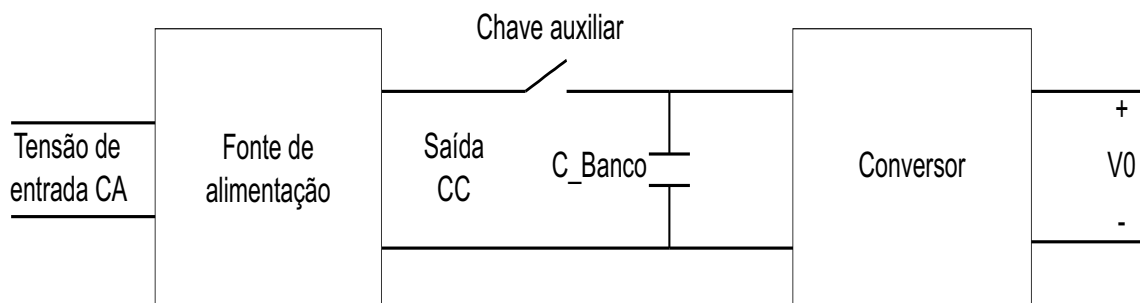 Chave auxiliar
Tensão de
entrada CA
Fonte de
alimentação
Saída
CC
C_Banco
Conversor
+
V0
-